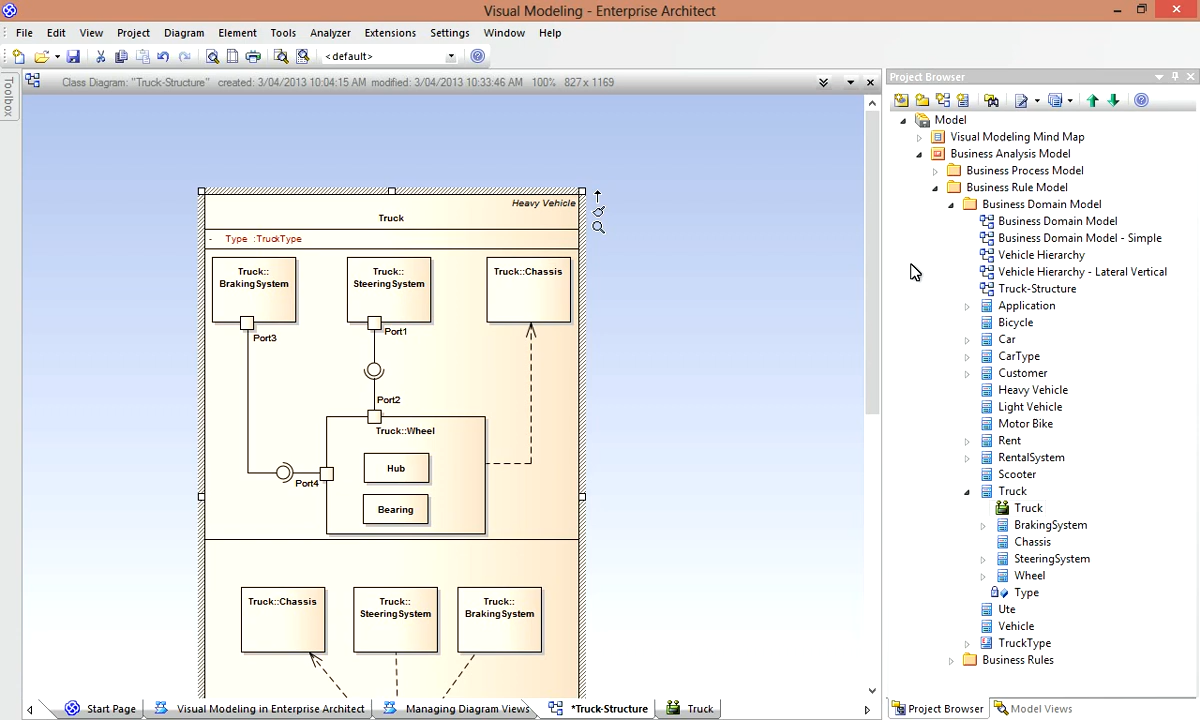 Visual Modeling - Enterprise Architect
File Edit View Project Diagram Element Tools Analyzer Extensions Settings Window Help
<default>
Toolbox
Class Diagram: "Truck-Structure" created: 3/04/2013 10:04:15 AM modified: 3/04/2013 10:33:46 AM 100% 827 x 1169
Heavy Vehicle
Truck
- Type :TruckType
Truck::
BrakingSystem
Truck::
SteeringSystem
Truck::Chassis
Port3
Port1
Port2
Truck::Wheel
Hub
Port4
Bearing
Truck::Chassis
Truck::
SteeringSystem
Truck::
BrakingSystem
Start Page
Visual Modeling in Enterprise Architect
Managing Diagram Views
*Truck-Structure
Truck
Project Browser
Model
Visual Modeling Mind Map
Business Analysis Model
Business Process Model
Business Rule Model
Business Domain Model
Business Domain Model
Business Domain Model - Simple
Vehicle Hierarchy
Vehicle Hierarchy - Lateral Vertical
Truck-Structure
Application
Bicycle
Car
CarType
Customer
Heavy Vehicle
Light Vehicle
Motor Bike
Rent
RentalSystem
Scooter
Truck
Truck
BrakingSystem
Chassis
SteeringSystem
Wheel
Type
Ute
Vehicle
TruckType
Business Rules
Project Browser
Model Views